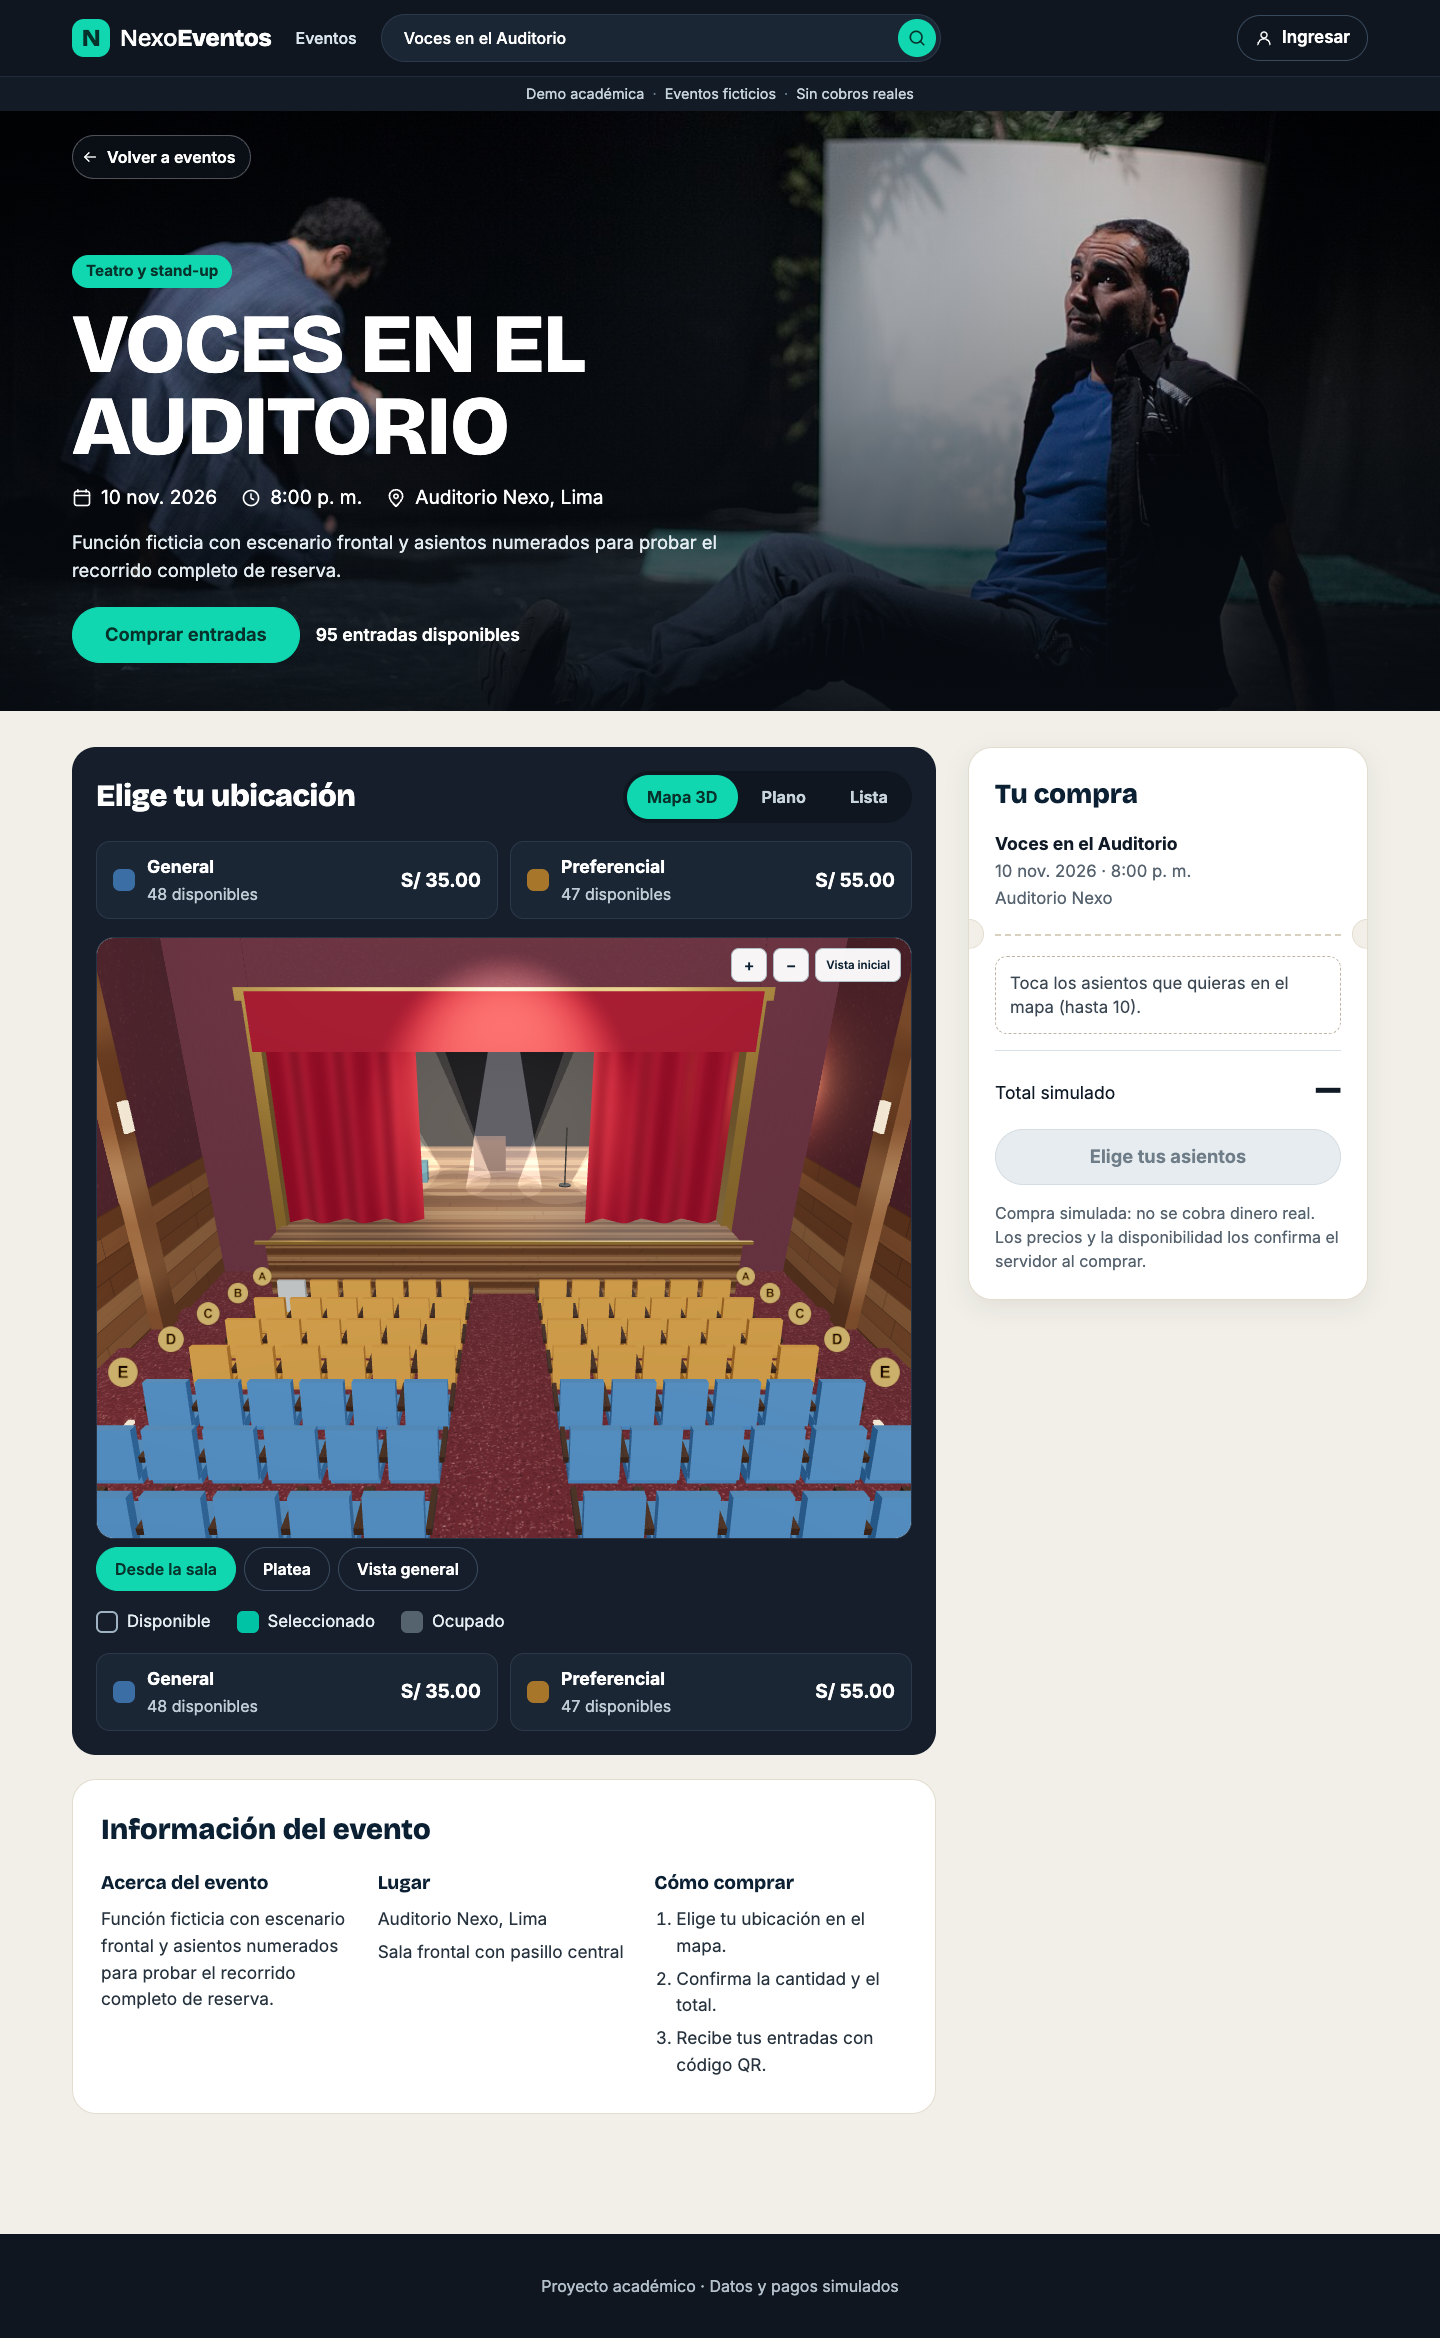 N NexoEventos
Eventos
Voces en el Auditorio
Ingresar
Demo académica · Eventos ficticios · Sin cobros reales
← Volver a eventos
Teatro y stand-up
VOCES EN EL
AUDITORIO
10 nov. 2026
8:00 p. m.
Auditorio Nexo, Lima
Función ficticia con escenario frontal y asientos numerados para probar el
recorrido completo de reserva.
Comprar entradas
95 entradas disponibles
Elige tu ubicación
Mapa 3D
Plano
Lista
General
48 disponibles
S/ 35.00
Preferencial
47 disponibles
S/ 55.00
+
−
Vista inicial
A
A
B
B
C
C
D
D
E
E
Desde la sala
Platea
Vista general
Disponible
Seleccionado
Ocupado
General
48 disponibles
S/ 35.00
Preferencial
47 disponibles
S/ 55.00
Tu compra
Voces en el Auditorio
10 nov. 2026 · 8:00 p. m.
Auditorio Nexo
Toca los asientos que quieras en el
mapa (hasta 10).
Total simulado
—
Elige tus asientos
Compra simulada: no se cobra dinero real.
Los precios y la disponibilidad los confirma el
servidor al comprar.
Información del evento
Acerca del evento
Función ficticia con escenario
frontal y asientos numerados
para probar el recorrido
completo de reserva.
Lugar
Auditorio Nexo, Lima
Sala frontal con pasillo central
Cómo comprar
1. Elige tu ubicación en el
mapa.
2. Confirma la cantidad y el
total.
3. Recibe tus entradas con
código QR.
Proyecto académico · Datos y pagos simulados